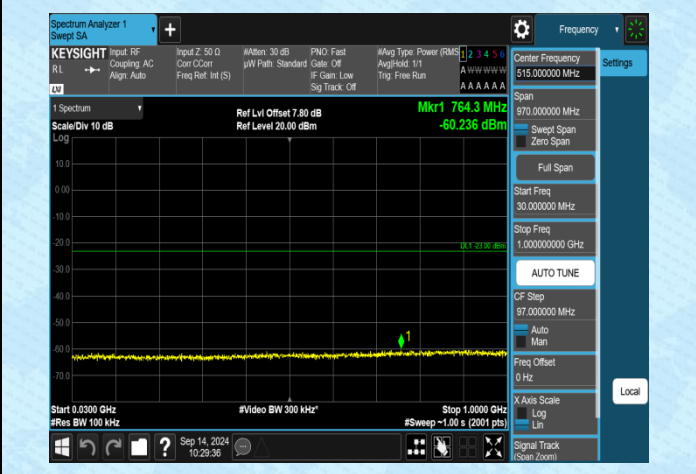 Spectrum Analyzer 1
Swept SA
+
Frequency
KEYSIGHT
RL
LXI
Input: RF
Coupling: AC
Align: Auto
Input Z: 50 Ω
Corr CCorr
Freq Ref: Int (S)
#Atten: 30 dB
µW Path: Standard
PNO: Fast
Gate: Off
IF Gain: Low
Sig Track: Off
#Avg Type: Power (RMS
Avg|Hold: 1/1
Trig: Free Run
1 2 3 4 5 6
A W W W W W
A A A A A A
1 Spectrum
Scale/Div 10 dB
Log
Ref Lvl Offset 7.80 dB
Ref Level 20.00 dBm
Mkr1 764.3 MHz
-60.236 dBm
10.0
0.00
-10.0
-20.0
-30.0
-40.0
-50.0
-60.0
-70.0
DL1 -23.00 dBm
1
Start 0.0300 GHz
#Res BW 100 kHz
#Video BW 300 kHz*
Stop 1.0000 GHz
#Sweep ~1.00 s (2001 pts)
?
Sep 14, 2024
10:29:36
Center Frequency
515.000000 MHz
Span
970.000000 MHz
Swept Span
Zero Span
Full Span
Start Freq
30.000000 MHz
Stop Freq
1.000000000 GHz
AUTO TUNE
CF Step
97.000000 MHz
Auto
Man
Freq Offset
0 Hz
X Axis Scale
Log
Lin
Signal Track
(Span Zoom)
Settings
Local